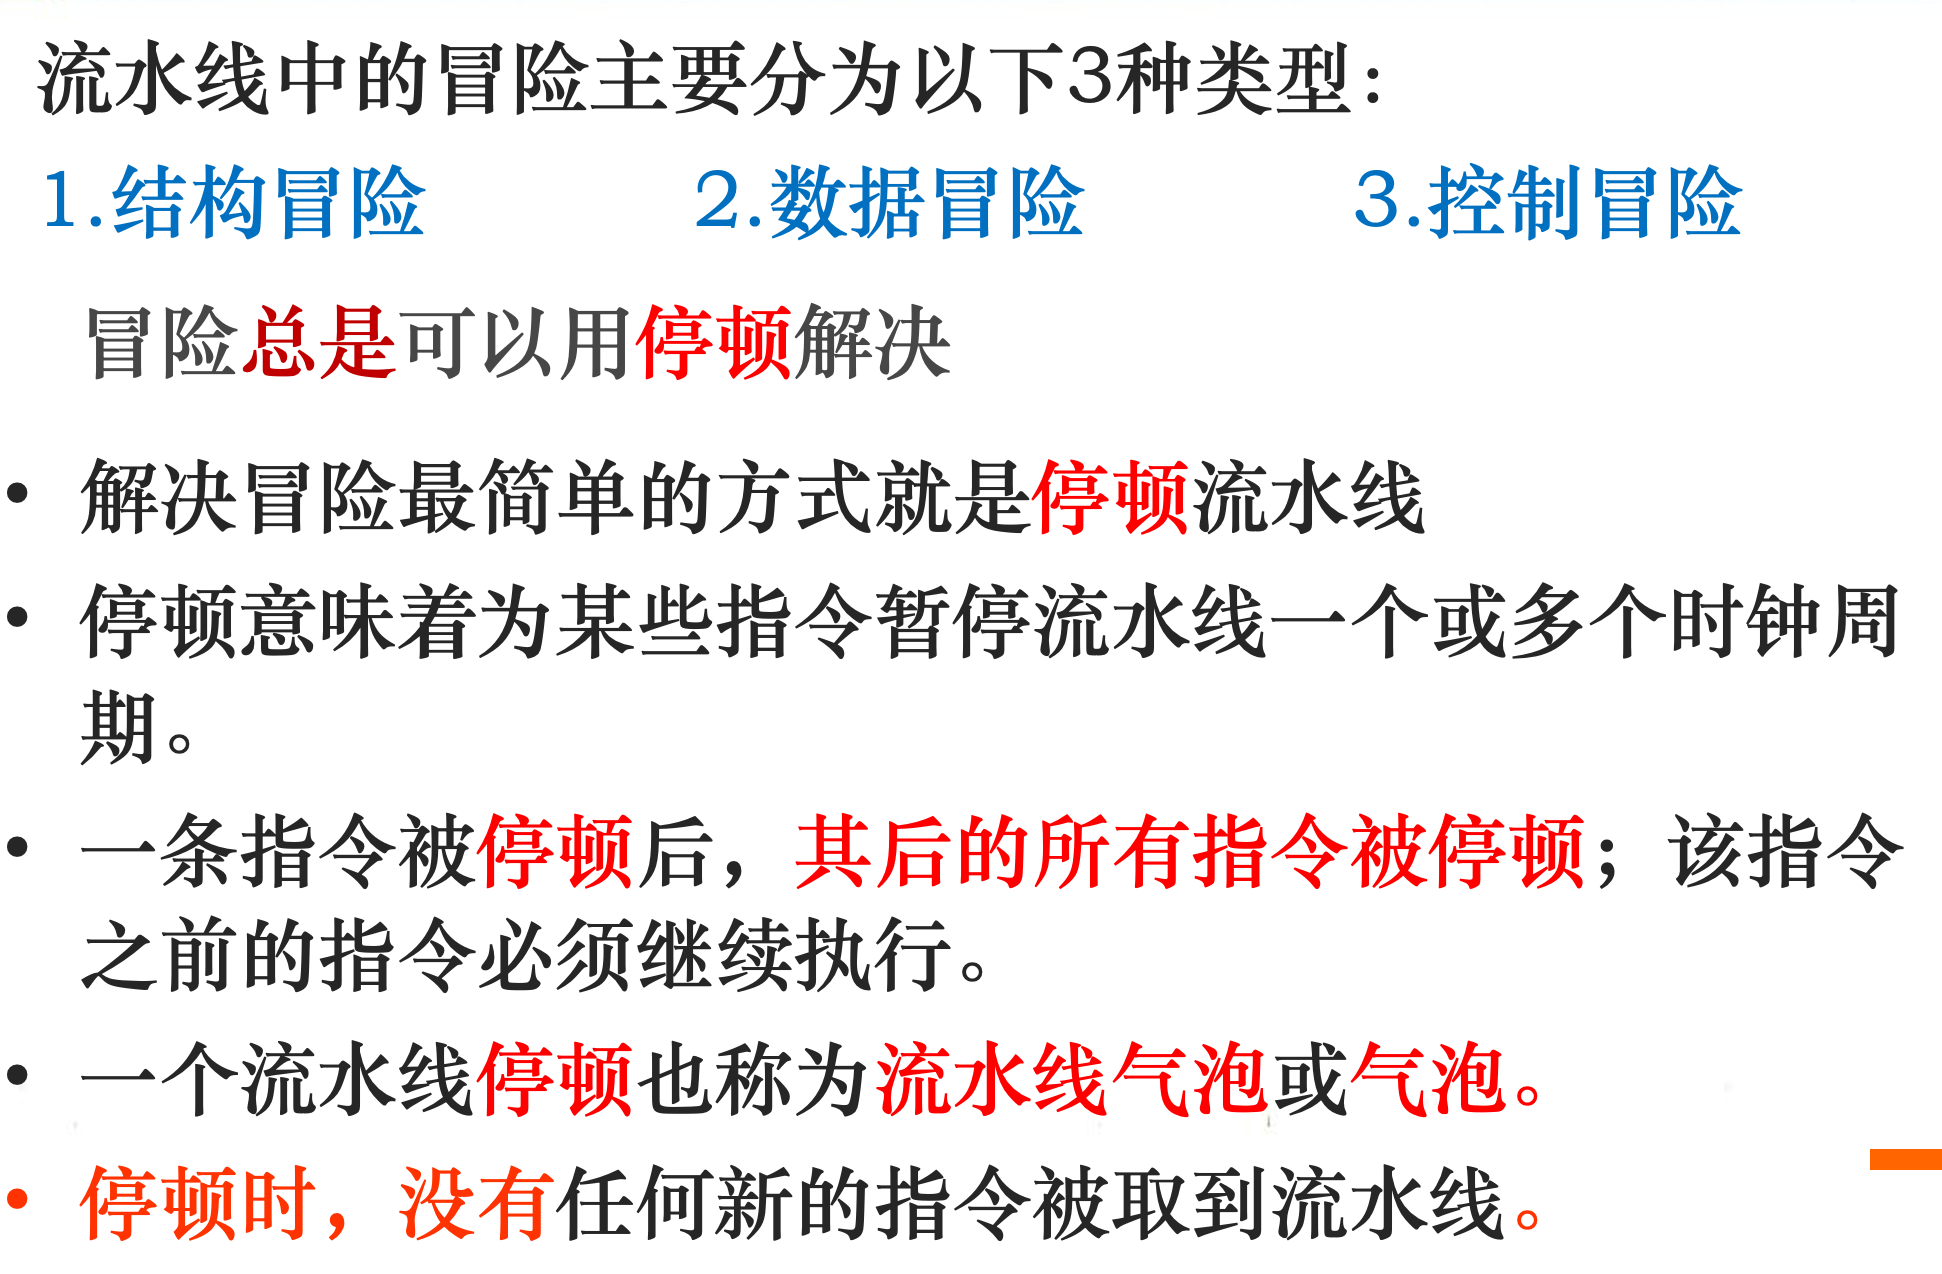 流水线中的冒险主要分为以下3种类型：
1.结构冒险 2.数据冒险 3.控制冒险
冒险总是可以用停顿解决
• 解决冒险最简单的方式就是停顿流水线
• 停顿意味着为某些指令暂停流水线一个或多个时钟周
期。
• 一条指令被停顿后，其后的所有指令被停顿；该指令
之前的指令必须继续执行。
• 一个流水线停顿也称为流水线气泡或气泡。
• 停顿时，没有任何新的指令被取到流水线。